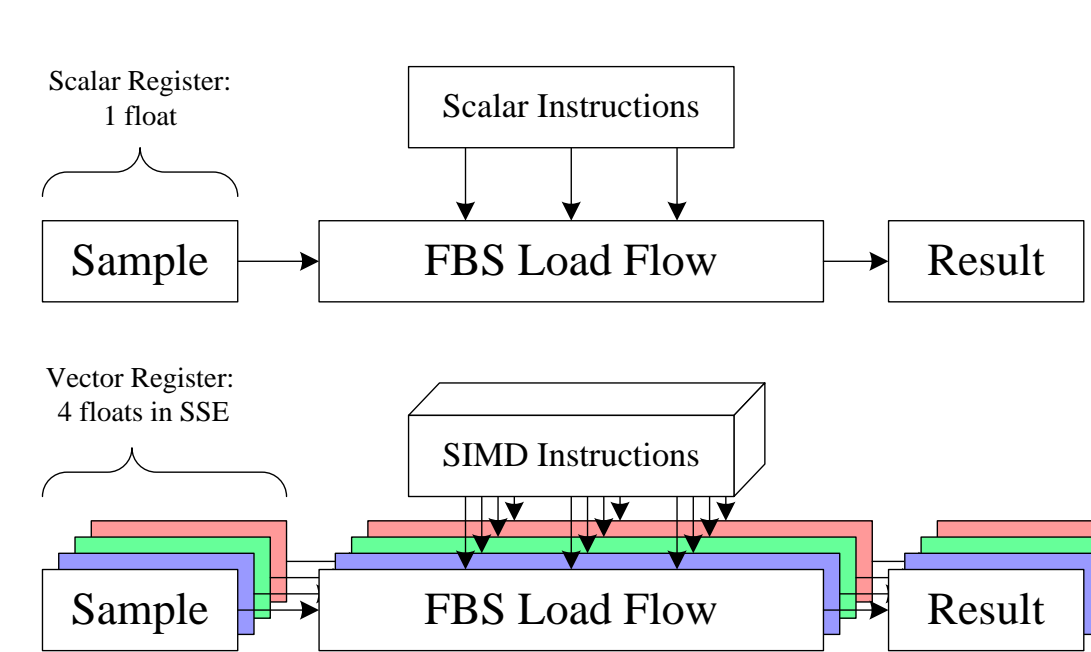 Scalar Register:
1 float
Scalar Instructions
Sample
FBS Load Flow
Result
Vector Register:
4 floats in SSE
SIMD Instructions
Sample
FBS Load Flow
Result